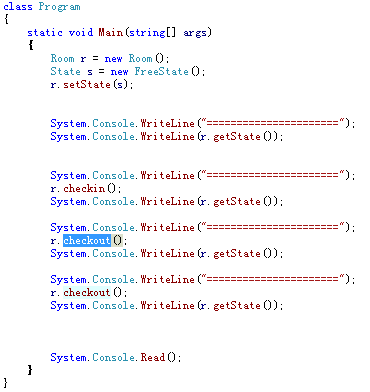 class Program
{
static void Main(string[] args)
{
Room r = new Room();
State s = new FreeState();
r.setState(s);
System.Console.WriteLine("======================");
System.Console.WriteLine(r.getState());
System.Console.WriteLine("======================");
r.checkin();
System.Console.WriteLine(r.getState());
System.Console.WriteLine("======================");
r.checkout();
System.Console.WriteLine(r.getState());
System.Console.WriteLine("======================");
r.checkout();
System.Console.WriteLine(r.getState());
System.Console.Read();
}
}